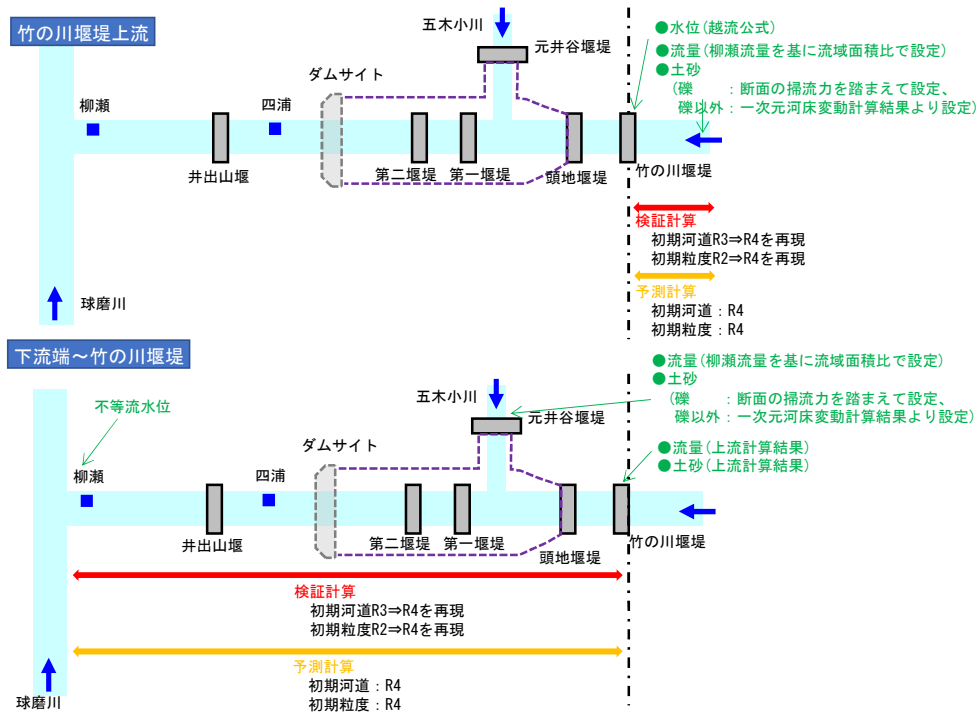 竹の川堰堤上流
五木小川
元井谷堰堤
●水位(越流公式)
●流量(柳瀬流量を基に流域面積比で設定)
●土砂
(礫　　：断面の掃流力を踏まえて設定、
礫以外：一次元河床変動計算結果より設定)
ダムサイト
柳瀬
四浦
井出山堰
第二堰堤
第一堰堤
頭地堰堤
竹の川堰堤
検証計算
初期河道R3⇒R4を再現
初期粒度R2⇒R4を再現
予測計算
初期河道：R4
初期粒度：R4
球磨川
下流端～竹の川堰堤
●流量(柳瀬流量を基に流域面積比で設定)
●土砂
(礫　　：断面の掃流力を踏まえて設定、
礫以外：一次元河床変動計算結果より設定)
五木小川
元井谷堰堤
不等流水位
ダムサイト
●流量(上流計算結果)
●土砂(上流計算結果)
柳瀬
四浦
井出山堰
第二堰堤
第一堰堤
頭地堰堤
竹の川堰堤
検証計算
初期河道R3⇒R4を再現
初期粒度R2⇒R4を再現
予測計算
初期河道：R4
初期粒度：R4
球磨川